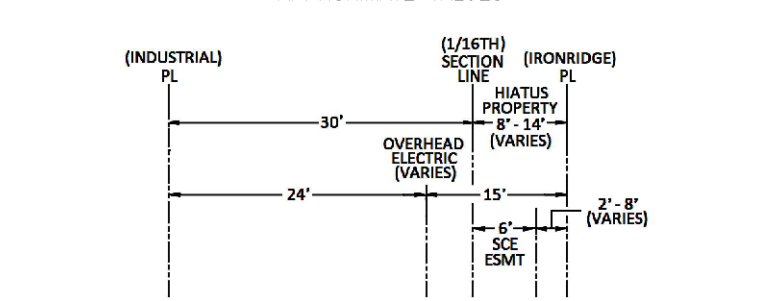 (INDUSTRIAL)
PL
(1/16TH)
SECTION
LINE
(IRONRIDGE)
PL
HIATUS
PROPERTY
8' - 14'
(VARIES)
30'
OVERHEAD
ELECTRIC
(VARIES)
24'
15'
2' - 8'
(VARIES)
6'
SCE
ESMT